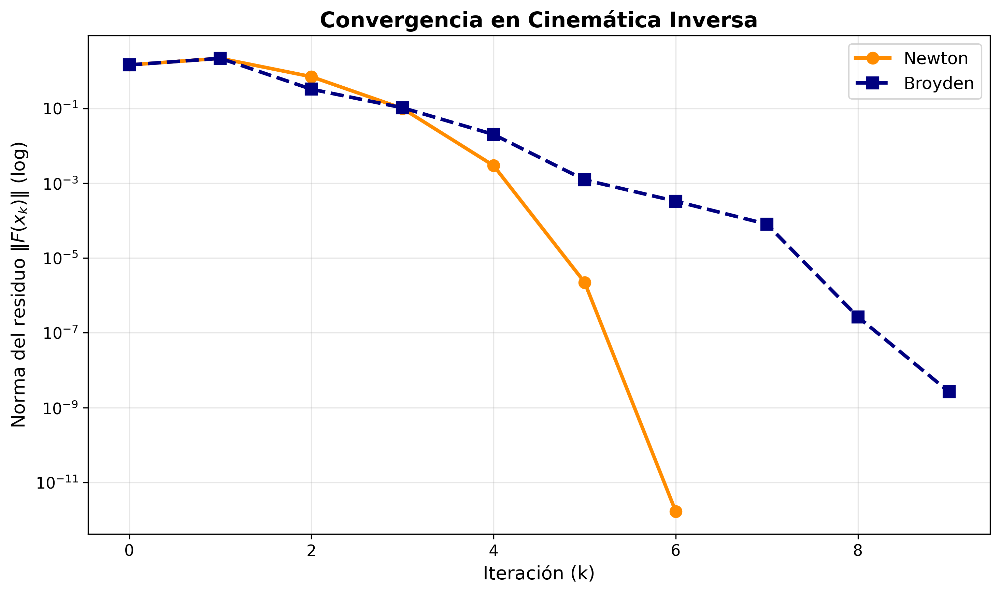 Convergencia en Cinemática Inversa
Newton
Broyden
Norma del residuo ‖F(xₖ)‖ (log)
10⁻¹
10⁻³
10⁻⁵
10⁻⁷
10⁻⁹
10⁻¹¹
0 2 4 6 8
Iteración (k)